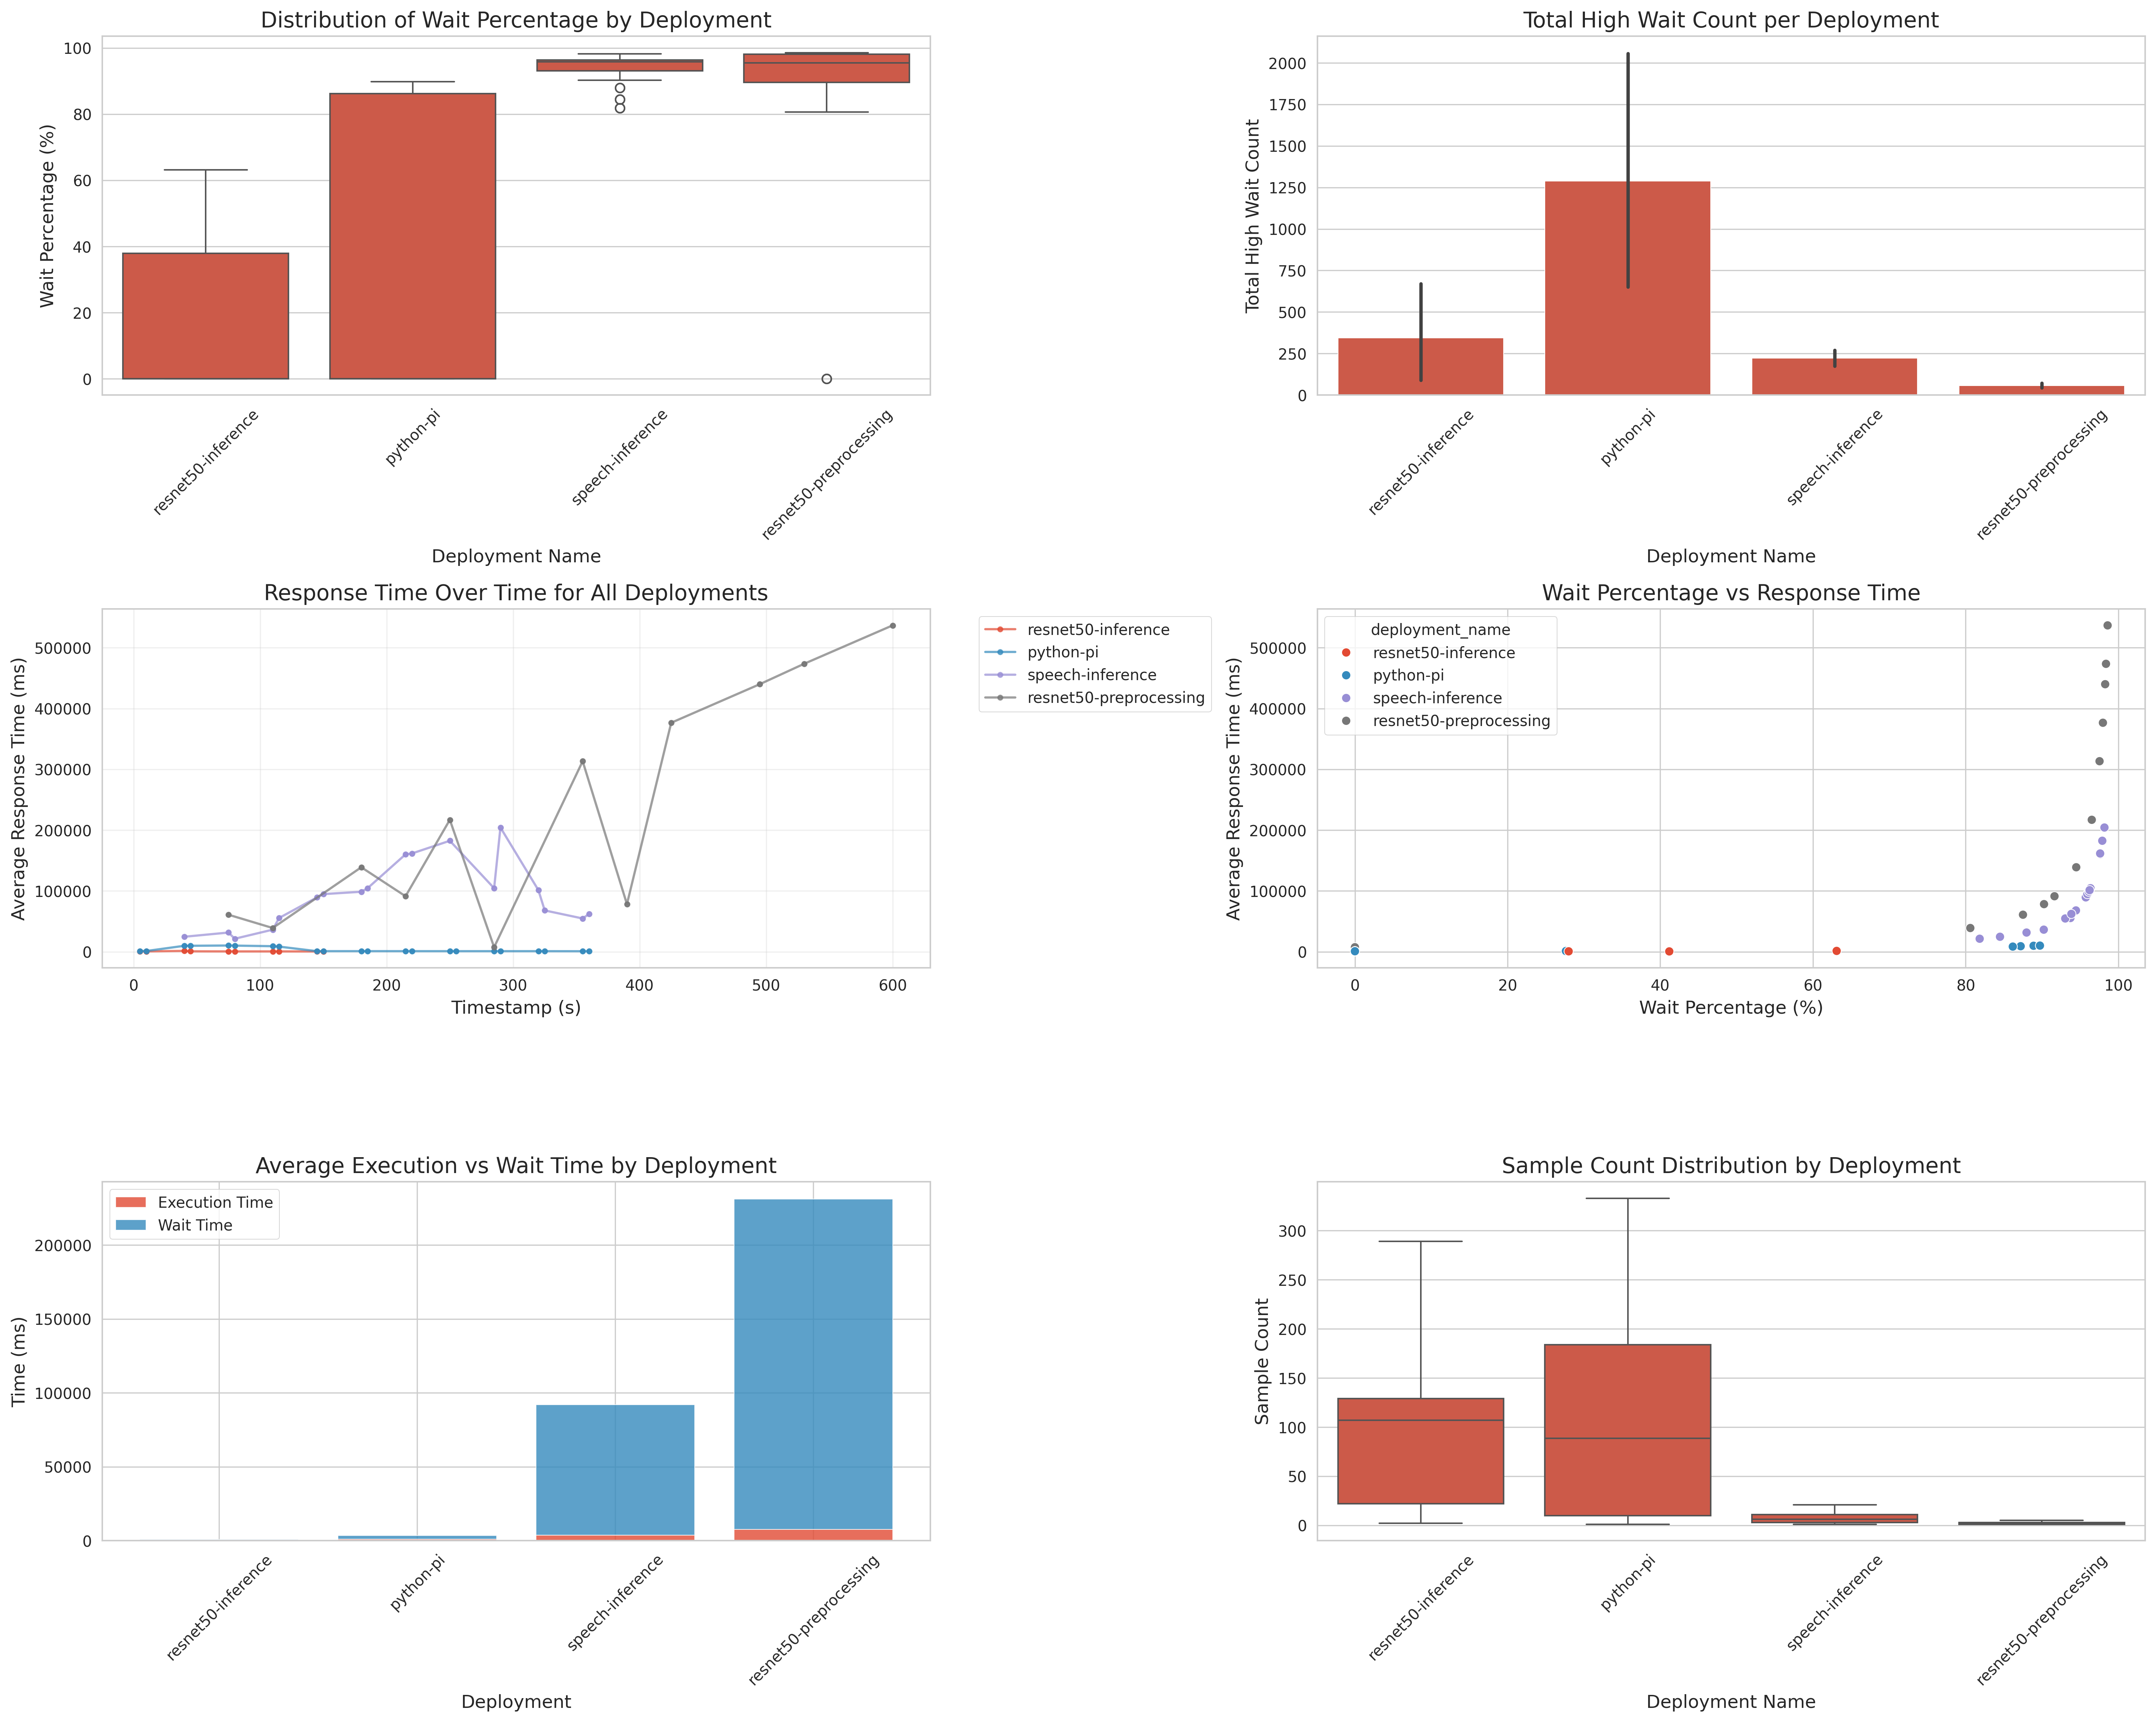 Distribution of Wait Percentage by Deployment
Wait Percentage (%)
100
80
60
40
20
0
resnet50-inference
python-pi
speech-inference
resnet50-preprocessing
Deployment Name
Total High Wait Count per Deployment
Total High Wait Count
2000
1750
1500
1250
1000
750
500
250
0
resnet50-inference
python-pi
speech-inference
resnet50-preprocessing
Deployment Name
Response Time Over Time for All Deployments
Average Response Time (ms)
500000
400000
300000
200000
100000
0
0 100 200 300 400 500 600
Timestamp (s)
resnet50-inference
python-pi
speech-inference
resnet50-preprocessing
Wait Percentage vs Response Time
Average Response Time (ms)
500000
400000
300000
200000
100000
0
deployment_name
resnet50-inference
python-pi
speech-inference
resnet50-preprocessing
0 20 40 60 80 100
Wait Percentage (%)
Average Execution vs Wait Time by Deployment
Time (ms)
Execution Time
Wait Time
200000
150000
100000
50000
0
resnet50-inference
python-pi
speech-inference
resnet50-preprocessing
Deployment
Sample Count Distribution by Deployment
Sample Count
300
250
200
150
100
50
0
resnet50-inference
python-pi
speech-inference
resnet50-preprocessing
Deployment Name